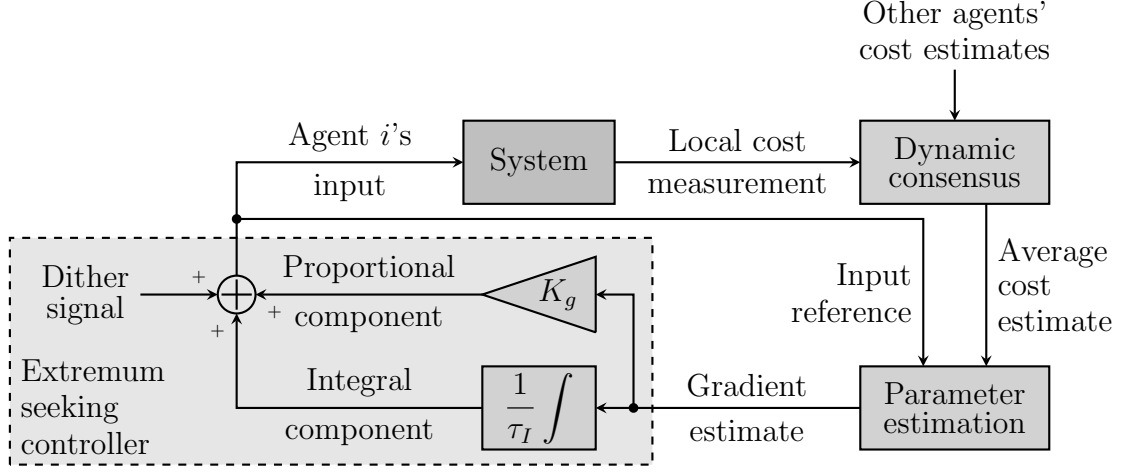 Other agents'
cost estimates
Agent i's
input
System
Local cost
measurement
Dynamic
consensus
Dither
signal
+
+
+
Proportional
component
K_g
Input
reference
Average
cost
estimate
Extremum
seeking
controller
Integral
component
1/τ_I ∫
Gradient
estimate
Parameter
estimation